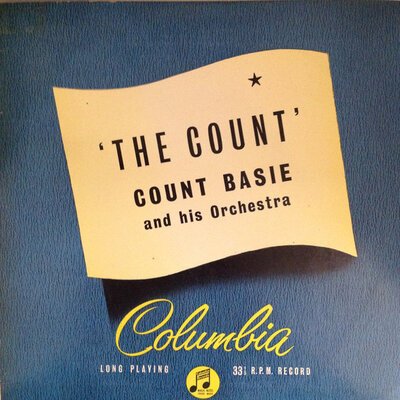 'THE COUNT'
COUNT BASIE
and his Orchestra
Columbia
LONG PLAYING 33⅓ R.P.M. RECORD